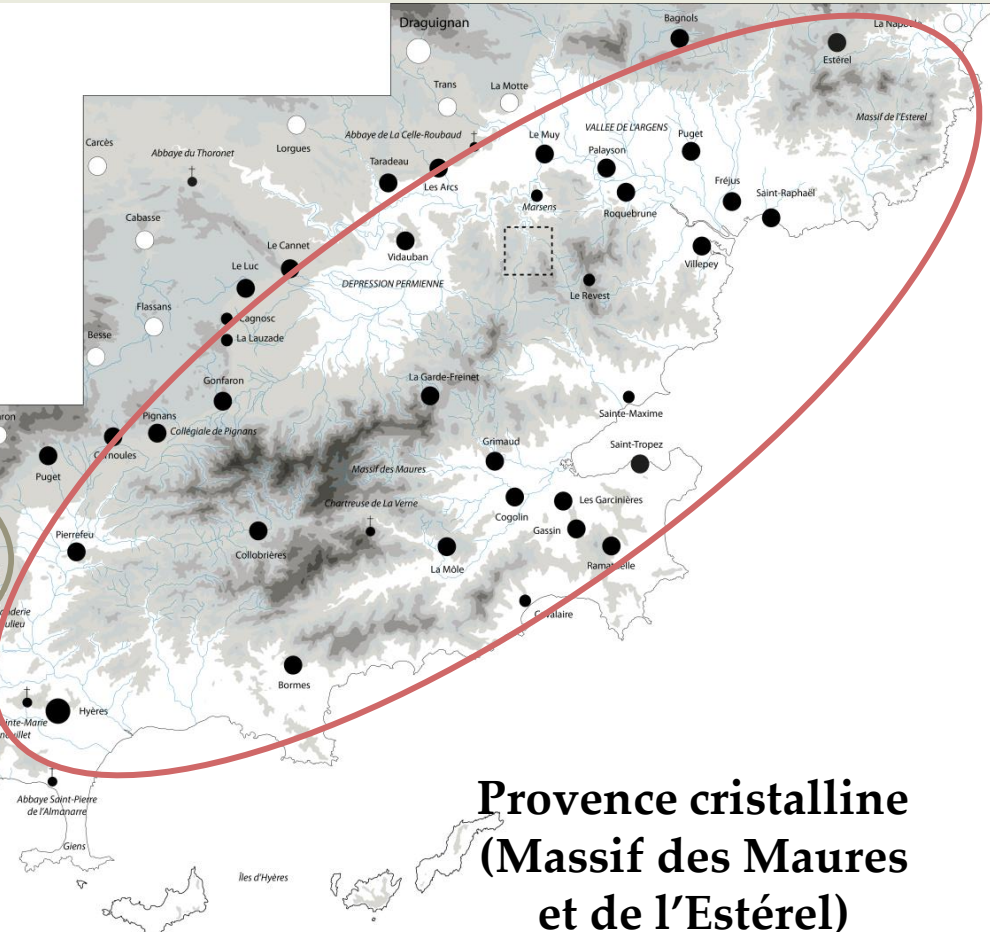 Draguignan
Bagnols
La Napoule
Estérel
Trans
La Motte
Massif de l'Esterel
Carcès
Lorgues
Abbaye de La Celle-Roubaud
Le Muy
VALLEE DE L'ARGENS
Puget
Abbaye du Thoronet
Taradeau
Palayson
Les Arcs
Fréjus
Saint-Raphaël
Marsens
Roquebrune
Cabasse
Le Cannet
Vidauban
Villepey
Le Luc
DEPRESSION PERMIENNE
Le Revest
Flassans
Cagnosc
La Lauzade
Besse
Gonfaron
La Garde-Freinet
Sainte-Maxime
Pignans
Collégiale de Pignans
Carnoules
Grimaud
Saint-Tropez
Puget
Massif des Maures
Chartreuse de La Verne
Cogolin
Les Garcinières
Gassin
Pierrefeu
Collobrières
La Môle
Ramatuelle
Cavalaire
Bormes
Hyères
Abbaye Saint-Pierre
de l'Almanarre
Giens
Îles d'Hyères
Provence cristalline
(Massif des Maures
et de l'Estérel)